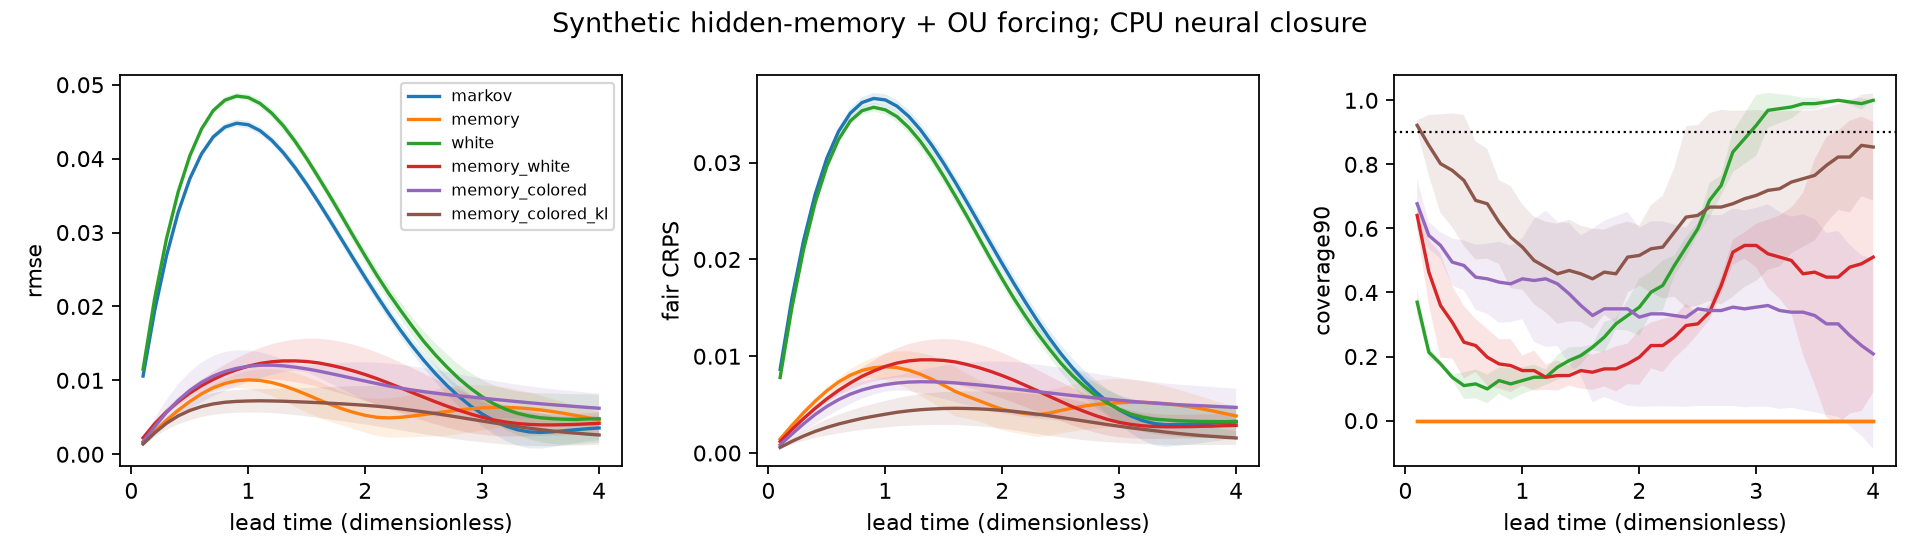 Synthetic hidden-memory + OU forcing; CPU neural closure
rmse
0.05
0.04
0.03
0.02
0.01
0.00
0 1 2 3 4
lead time (dimensionless)
markov
memory
white
memory_white
memory_colored
memory_colored_kl
fair CRPS
0.03
0.02
0.01
0.00
0 1 2 3 4
lead time (dimensionless)
coverage90
1.0
0.8
0.6
0.4
0.2
0.0
0 1 2 3 4
lead time (dimensionless)